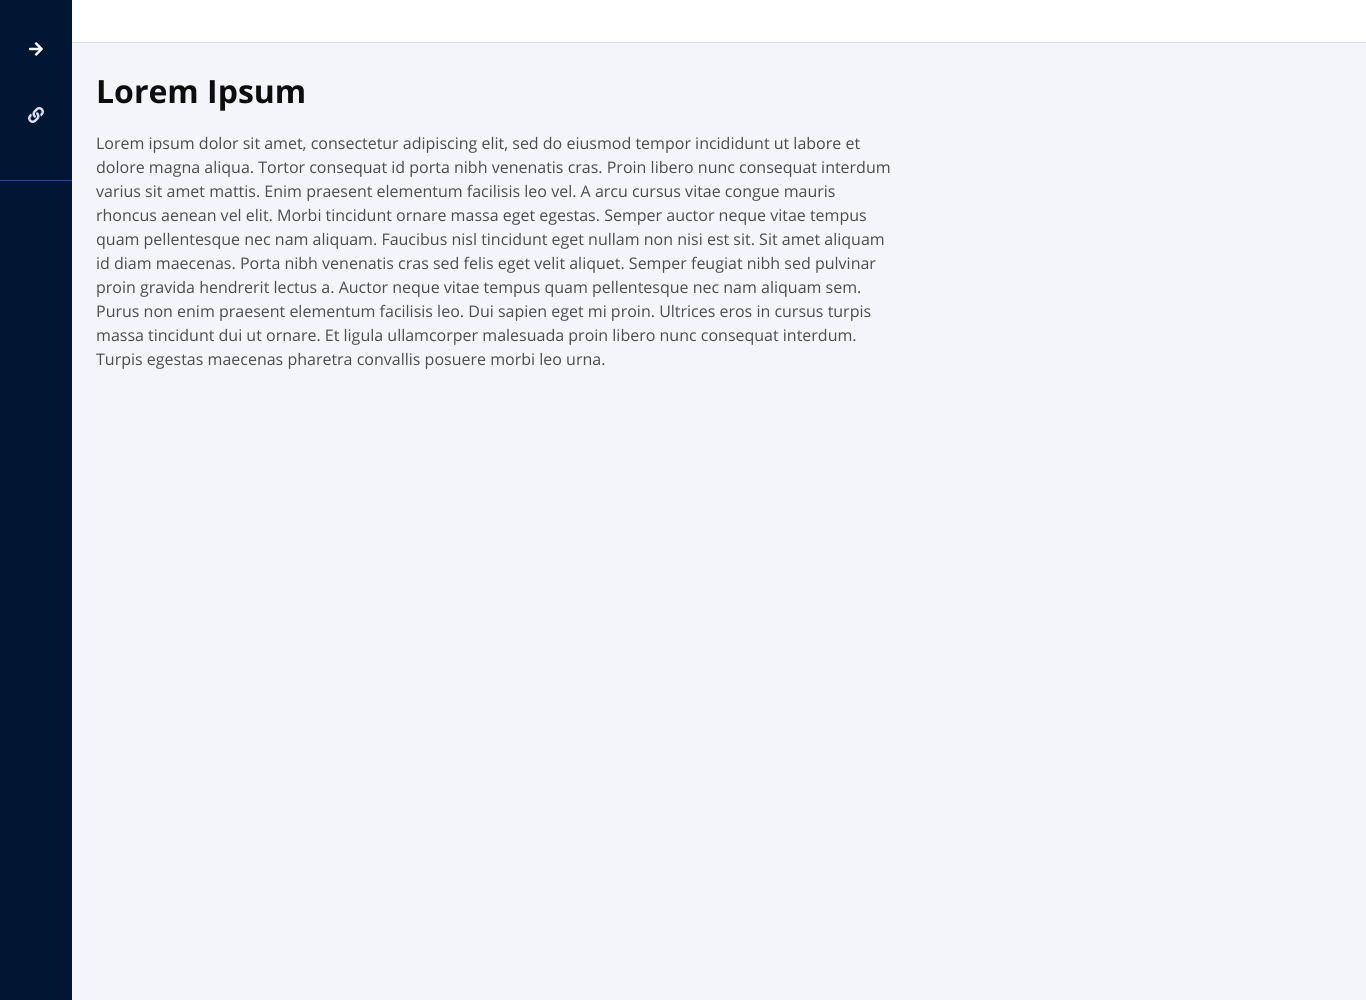 Lorem Ipsum
Lorem ipsum dolor sit amet, consectetur adipiscing elit, sed do eiusmod tempor incididunt ut labore et
dolore magna aliqua. Tortor consequat id porta nibh venenatis cras. Proin libero nunc consequat interdum
varius sit amet mattis. Enim praesent elementum facilisis leo vel. A arcu cursus vitae congue mauris
rhoncus aenean vel elit. Morbi tincidunt ornare massa eget egestas. Semper auctor neque vitae tempus
quam pellentesque nec nam aliquam. Faucibus nisl tincidunt eget nullam non nisi est sit. Sit amet aliquam
id diam maecenas. Porta nibh venenatis cras sed felis eget velit aliquet. Semper feugiat nibh sed pulvinar
proin gravida hendrerit lectus a. Auctor neque vitae tempus quam pellentesque nec nam aliquam sem.
Purus non enim praesent elementum facilisis leo. Dui sapien eget mi proin. Ultrices eros in cursus turpis
massa tincidunt dui ut ornare. Et ligula ullamcorper malesuada proin libero nunc consequat interdum.
Turpis egestas maecenas pharetra convallis posuere morbi leo urna.